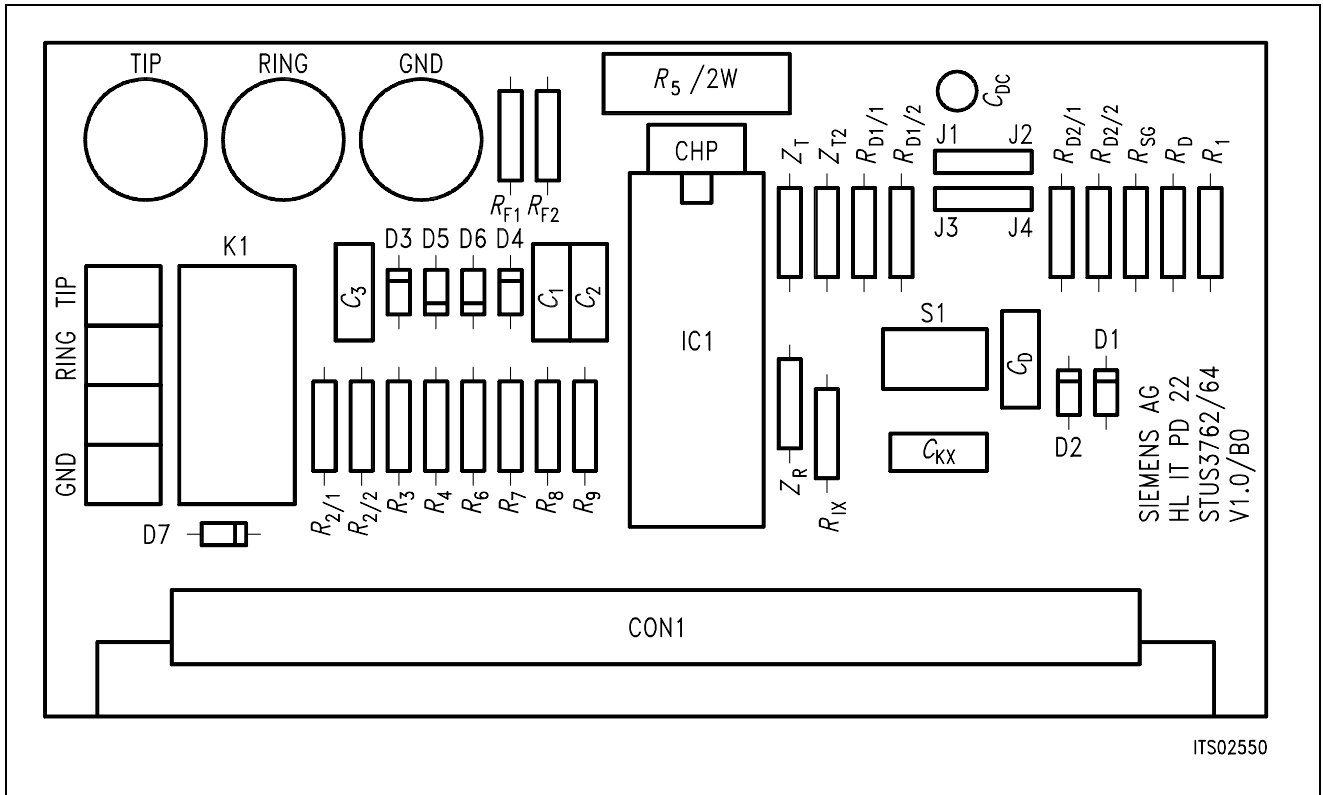 TIP RING GND
R5 /2W
CDC
CHP
ZT ZT2 RD1/1 RD1/2
J1 J2
J3 J4
RD2/1 RD2/2 RSG RD R1
RF1 RF2
K1
C3
D3 D5 D6 D4
C1 C2
IC1
S1
CD
D1
D2
TIP
RING
GND
D7
R2/1 R2/2 R3 R4 R6 R7 R8 R9
ZR
RIX
CKX
SIEMENS AG
HL IT PD 22
STUS3762/64
V1.0/B0
CON1
ITS02550